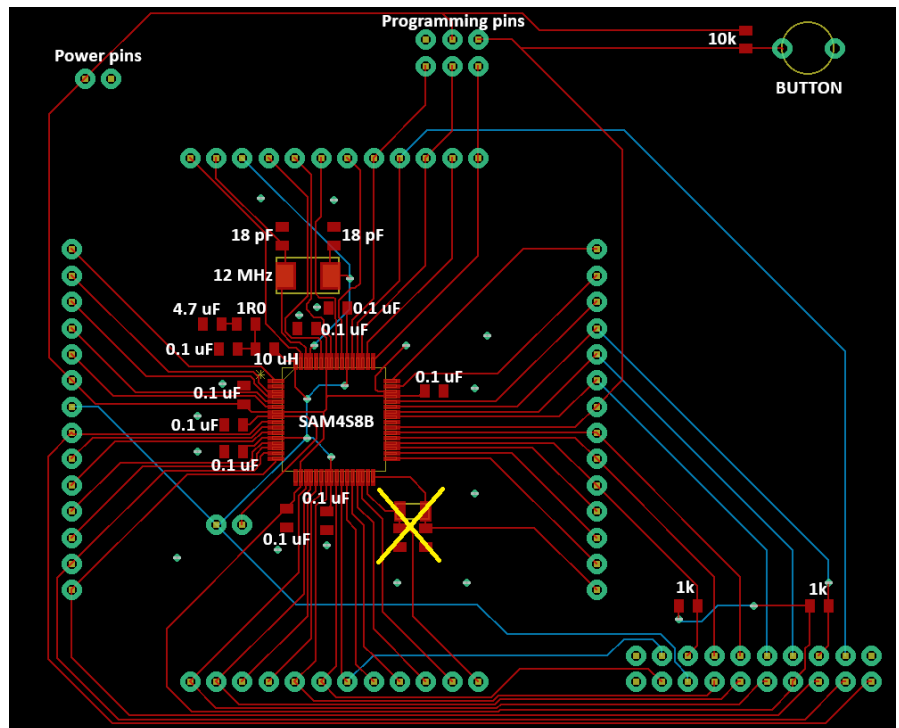 Programming pins
10k
Power pins
BUTTON
18 pF
18 pF
12 MHz
4.7 uF
1R0
0.1 uF
0.1 uF
0.1 uF
10 uH
0.1 uF
0.1 uF
SAM4S8B
0.1 uF
0.1 uF
0.1 uF
0.1 uF
1k
1k